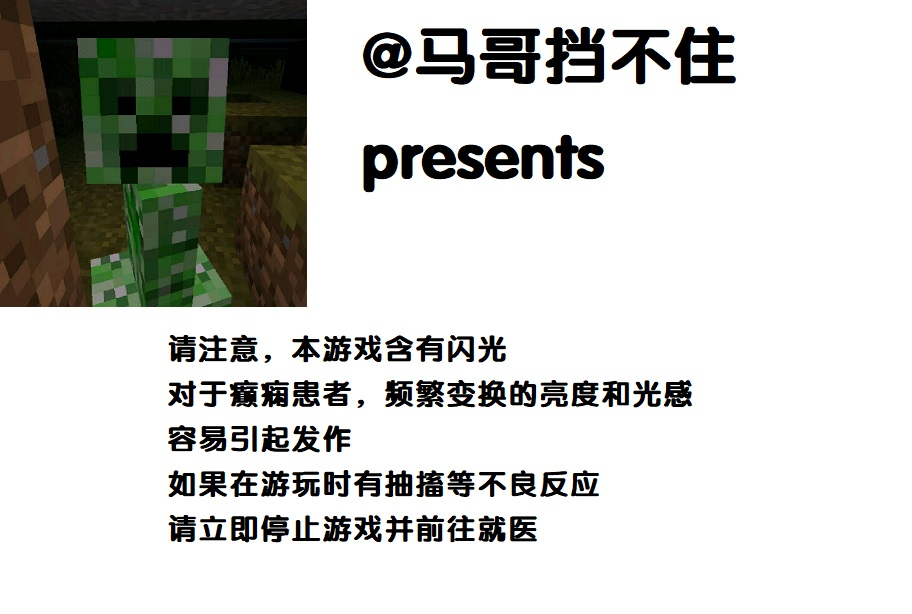 @马哥挡不住
presents
请注意，本游戏含有闪光
对于癫痫患者，频繁变换的亮度和光感
容易引起发作
如果在游玩时有抽搐等不良反应
请立即停止游戏并前往就医